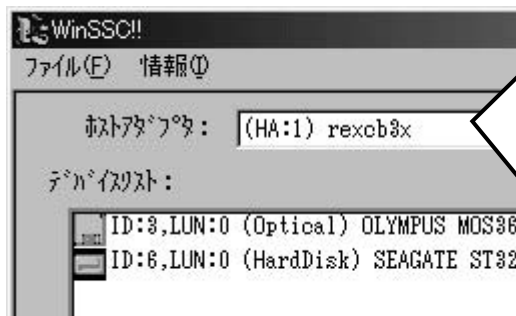 WinSSC!!
ファイル(F) 情報(I)
ﾎｽﾄｱﾀﾞﾌﾟﾀ : (HA:1) rexcb3x
ﾃﾞﾊﾞｲｽﾘｽﾄ :
ID:3,LUN:0 (Optical) OLYMPUS MOS36
ID:6,LUN:0 (HardDisk) SEAGATE ST32